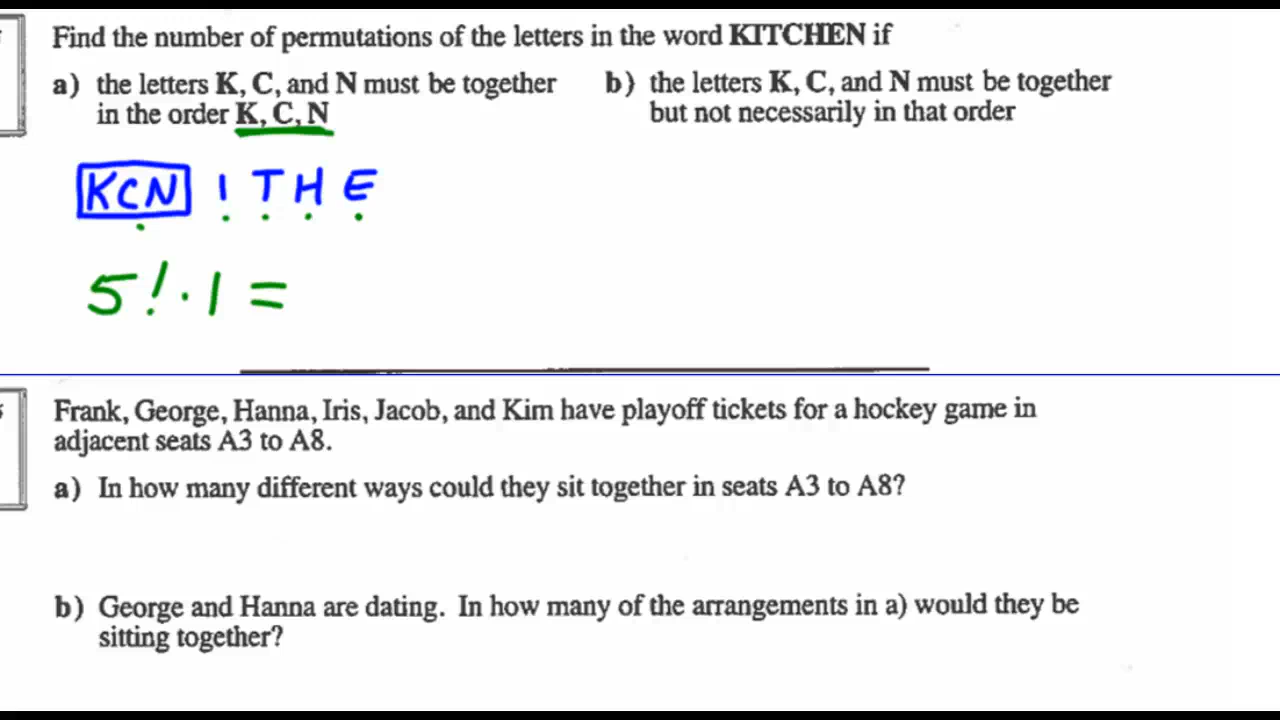 Find the number of permutations of the letters in the word KITCHEN if
a) the letters K, C, and N must be together
in the order K, C, N
b) the letters K, C, and N must be together
but not necessarily in that order
KCN I T H E
5! · 1 =
Frank, George, Hanna, Iris, Jacob, and Kim have playoff tickets for a hockey game in
adjacent seats A3 to A8.
a) In how many different ways could they sit together in seats A3 to A8?
b) George and Hanna are dating. In how many of the arrangements in a) would they be
sitting together?